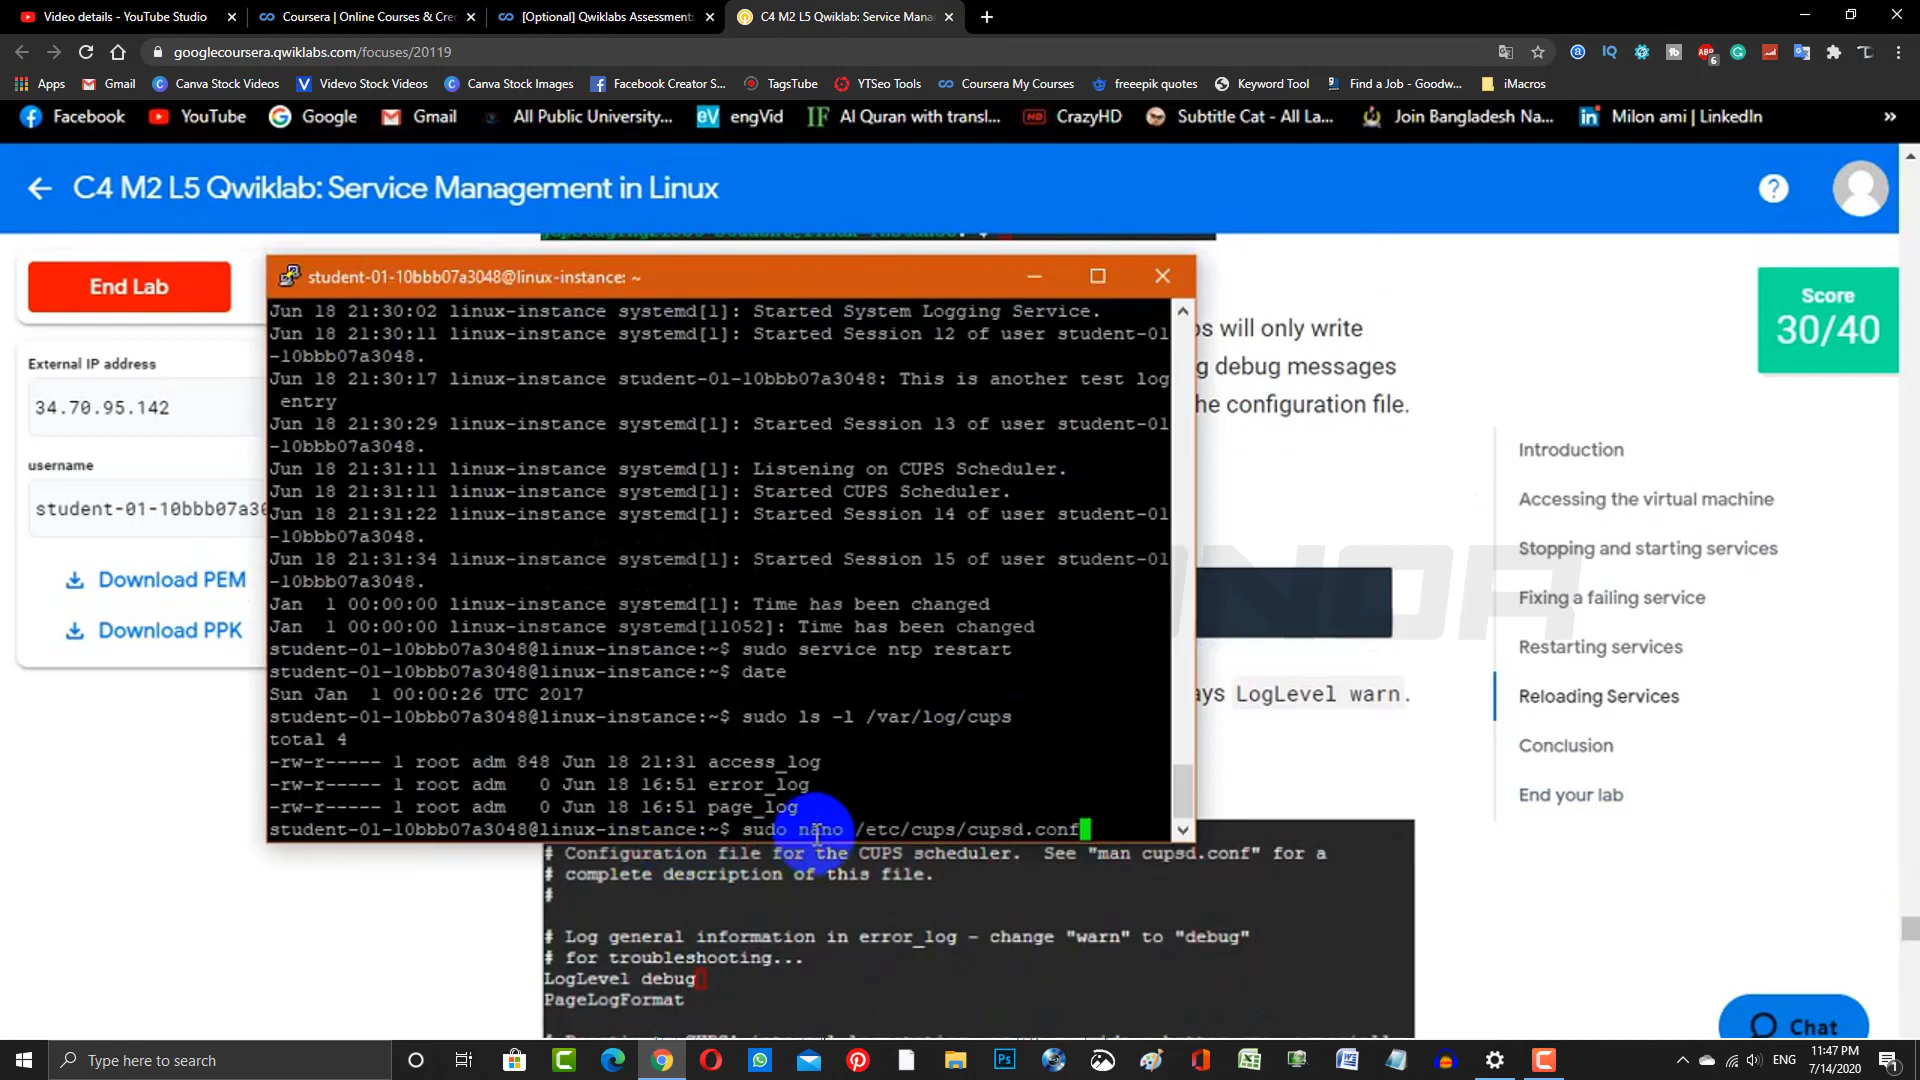 Video details - YouTube Studio
Coursera | Online Courses & Cre
[Optional] Qwiklabs Assessment:
C4 M2 L5 Qwiklab: Service Mana
googlecoursera.qwiklabs.com/focuses/20119
Apps
Gmail
Canva Stock Videos
Videvo Stock Videos
Canva Stock Images
Facebook Creator S...
TagsTube
YTSeo Tools
Coursera My Courses
freeepik quotes
Keyword Tool
Find a Job - Goodw...
iMacros
Facebook
YouTube
Google
Gmail
All Public University...
eV engVid
IF Al Quran with transl...
HD CrazyHD
Subtitle Cat - All La...
Join Bangladesh Na...
Milon ami | LinkedIn
C4 M2 L5 Qwiklab: Service Management in Linux
End Lab
External IP address
34.70.95.142
username
student-01-10bbb07a30
Download PEM
Download PPK
student-01-10bbb07a3048@linux-instance: ~
Jun 18 21:30:02 linux-instance systemd[1]: Started System Logging Service.
Jun 18 21:30:11 linux-instance systemd[1]: Started Session 12 of user student-01
-10bbb07a3048.
Jun 18 21:30:17 linux-instance student-01-10bbb07a3048: This is another test log
entry
Jun 18 21:30:29 linux-instance systemd[1]: Started Session 13 of user student-01
-10bbb07a3048.
Jun 18 21:31:11 linux-instance systemd[1]: Listening on CUPS Scheduler.
Jun 18 21:31:11 linux-instance systemd[1]: Started CUPS Scheduler.
Jun 18 21:31:22 linux-instance systemd[1]: Started Session 14 of user student-01
-10bbb07a3048.
Jun 18 21:31:34 linux-instance systemd[1]: Started Session 15 of user student-01
-10bbb07a3048.
Jan  1 00:00:00 linux-instance systemd[1]: Time has been changed
Jan  1 00:00:00 linux-instance systemd[11052]: Time has been changed
student-01-10bbb07a3048@linux-instance:~$ sudo service ntp restart
student-01-10bbb07a3048@linux-instance:~$ date
Sun Jan  1 00:00:26 UTC 2017
student-01-10bbb07a3048@linux-instance:~$ sudo ls -l /var/log/cups
total 4
-rw-r----- 1 root adm 848 Jun 18 21:31 access_log
-rw-r----- 1 root adm   0 Jun 18 16:51 error_log
-rw-r----- 1 root adm   0 Jun 18 16:51 page_log
student-01-10bbb07a3048@linux-instance:~$ sudo nano /etc/cups/cupsd.conf
ps will only write
g debug messages
he configuration file.
ays LogLevel warn.
# Configuration file for the CUPS scheduler.  See "man cupsd.conf" for a
# complete description of this file.
#
# Log general information in error_log - change "warn" to "debug"
# for troubleshooting...
LogLevel debug
PageLogFormat
Score
30/40
Introduction
Accessing the virtual machine
Stopping and starting services
Fixing a failing service
Restarting services
Reloading Services
Conclusion
End your lab
Chat
Type here to search
ENG
11:47 PM
7/14/2020